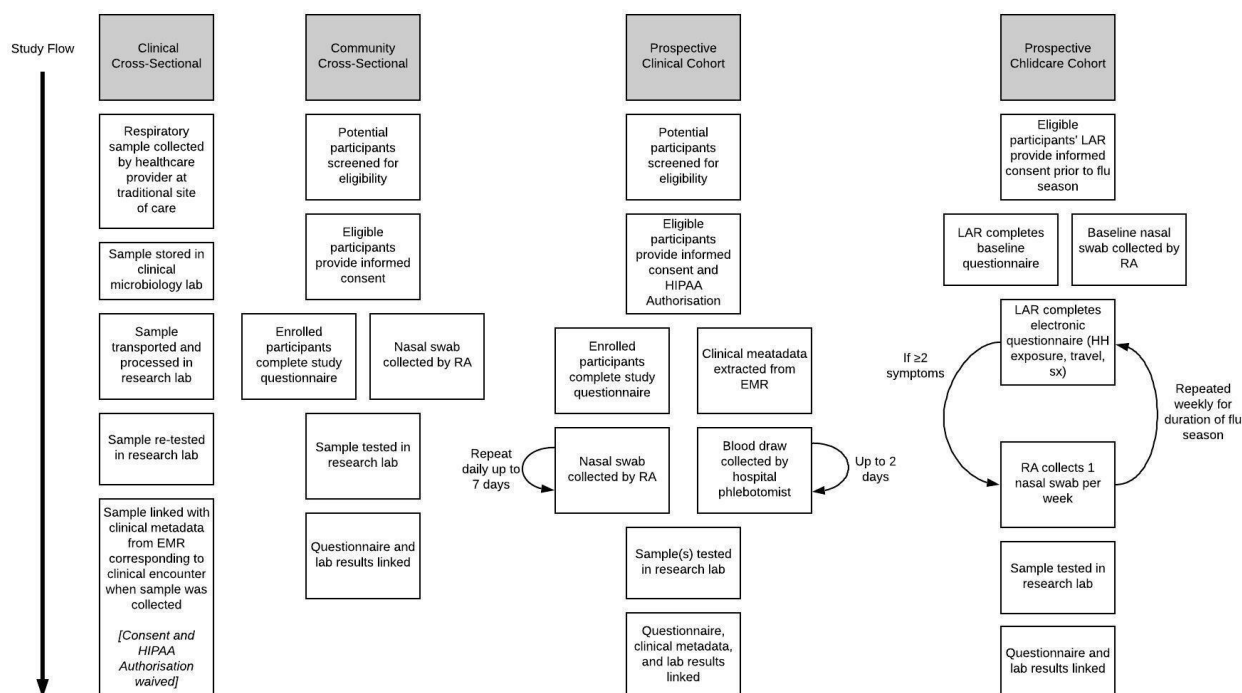 Study Flow
Clinical
Cross-Sectional
Respiratory
sample collected
by healthcare
provider at
traditional site
of care
Sample stored in
clinical
microbiology lab
Sample
transported and
processed in
research lab
Sample re-tested
in research lab
Sample linked with
clinical metadata
from EMR
corresponding to
clinical encounter
when sample was
collected
[Consent and
HIPAA
Authorisation
waived]
Community
Cross-Sectional
Potential
participants
screened for
eligibility
Eligible
participants
provide informed
consent
Enrolled
participants
complete study
questionnaire
Nasal swab
collected by RA
Sample tested in
research lab
Questionnaire and
lab results linked
Prospective
Clinical Cohort
Potential
participants
screened for
eligibility
Eligible
participants
provide informed
consent and
HIPAA
Authorisation
Enrolled
participants
complete study
questionnaire
Clinical meatadata
extracted from
EMR
Repeat
daily up to
7 days
Nasal swab
collected by RA
Blood draw
collected by
hospital
phlebotomist
Up to 2
days
Sample(s) tested
in research lab
Questionnaire,
clinical metadata,
and lab results
linked
Prospective
Chlidcare Cohort
Eligible
participants' LAR
provide informed
consent prior to flu
season
LAR completes
baseline
questionnaire
Baseline nasal
swab collected by
RA
LAR completes
electronic
questionnaire (HH
exposure, travel,
sx)
If ≥2
symptoms
Repeated
weekly for
duration of flu
season
RA collects 1
nasal swab per
week
Sample tested in
research lab
Questionnaire and
lab results linked